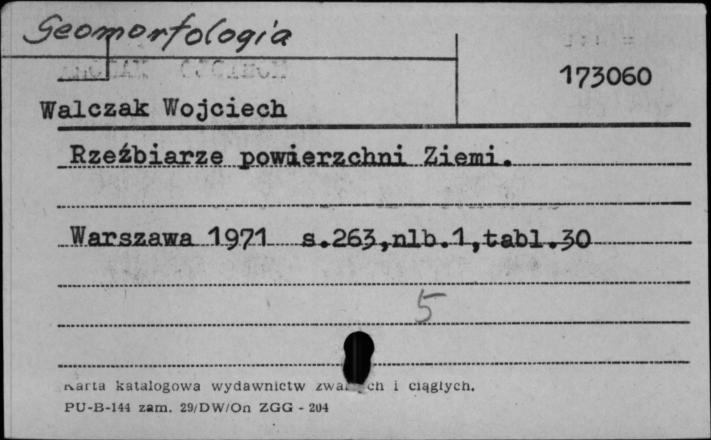 Geomorfologia
173060
Walczak Wojciech
Rzeźbiarze powierzchni Ziemi.
Warszawa 1971 s.263,nlb.1,tabl.30
5
Karta katalogowa wydawnictw i ciągłych.
PU-B-144 zam. 29/DW/On ZGG - 204